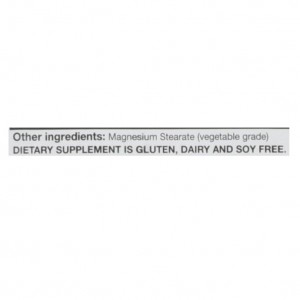 Other ingredients: Magnesium Stearate (vegetable grade)
DIETARY SUPPLEMENT IS GLUTEN, DAIRY AND SOY FREE.